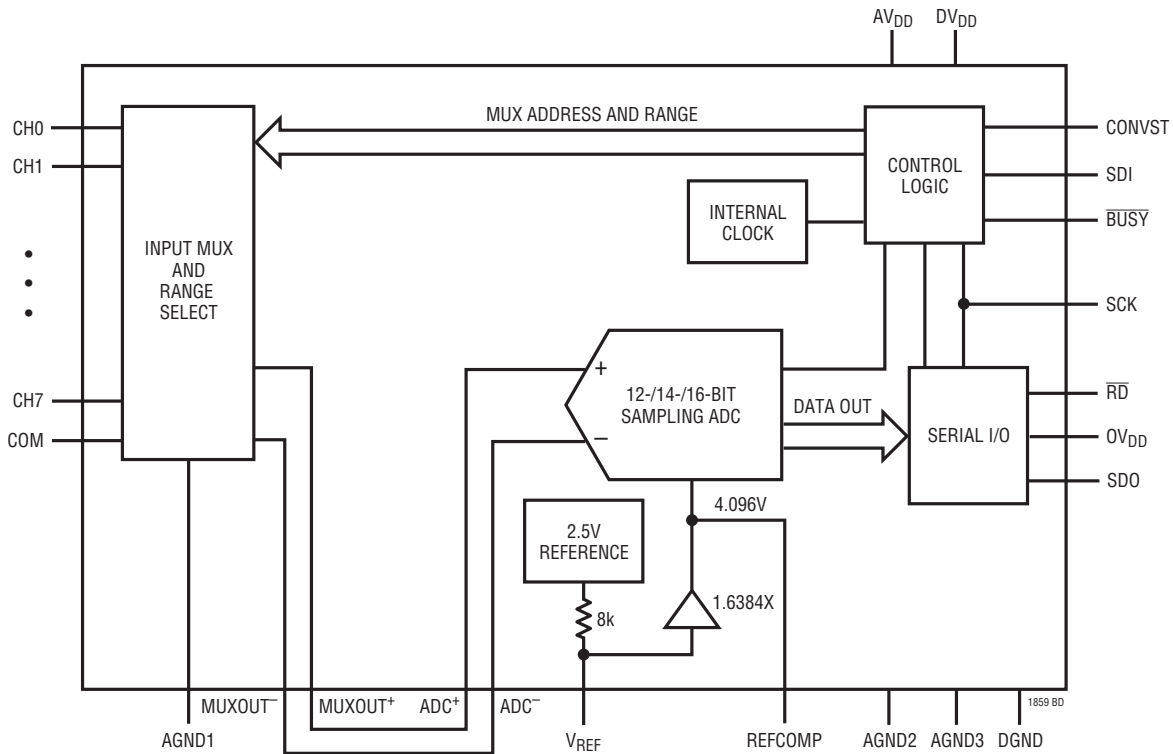 AVDD DVDD
MUX ADDRESS AND RANGE
CH0
CH1
CH7
COM
INPUT MUX
AND
RANGE
SELECT
INTERNAL
CLOCK
CONTROL
LOGIC
CONVST
SDI
BUSY
SCK
+
−
12-/14-/16-BIT
SAMPLING ADC
DATA OUT
SERIAL I/O
RD
OVDD
SDO
4.096V
2.5V
REFERENCE
8k
1.6384X
MUXOUT− MUXOUT+ ADC+ ADC−
1859 BD
AGND1 VREF REFCOMP AGND2 AGND3 DGND